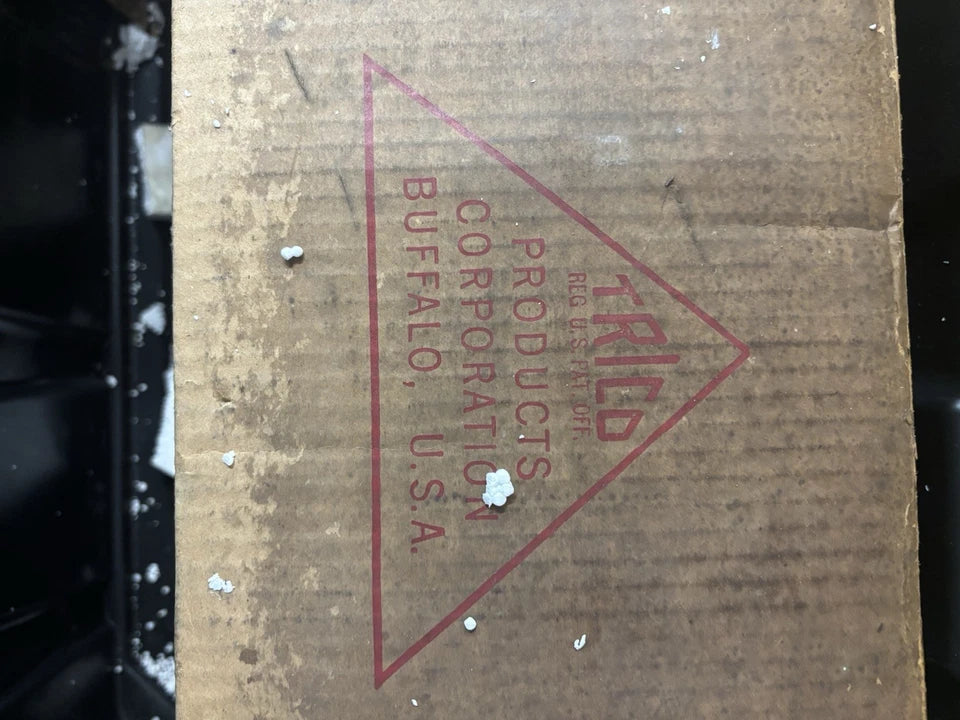 TRICO
REG U.S. PAT. OFF.
PRODUCTS
CORPORATION
BUFFALO, U.S.A.